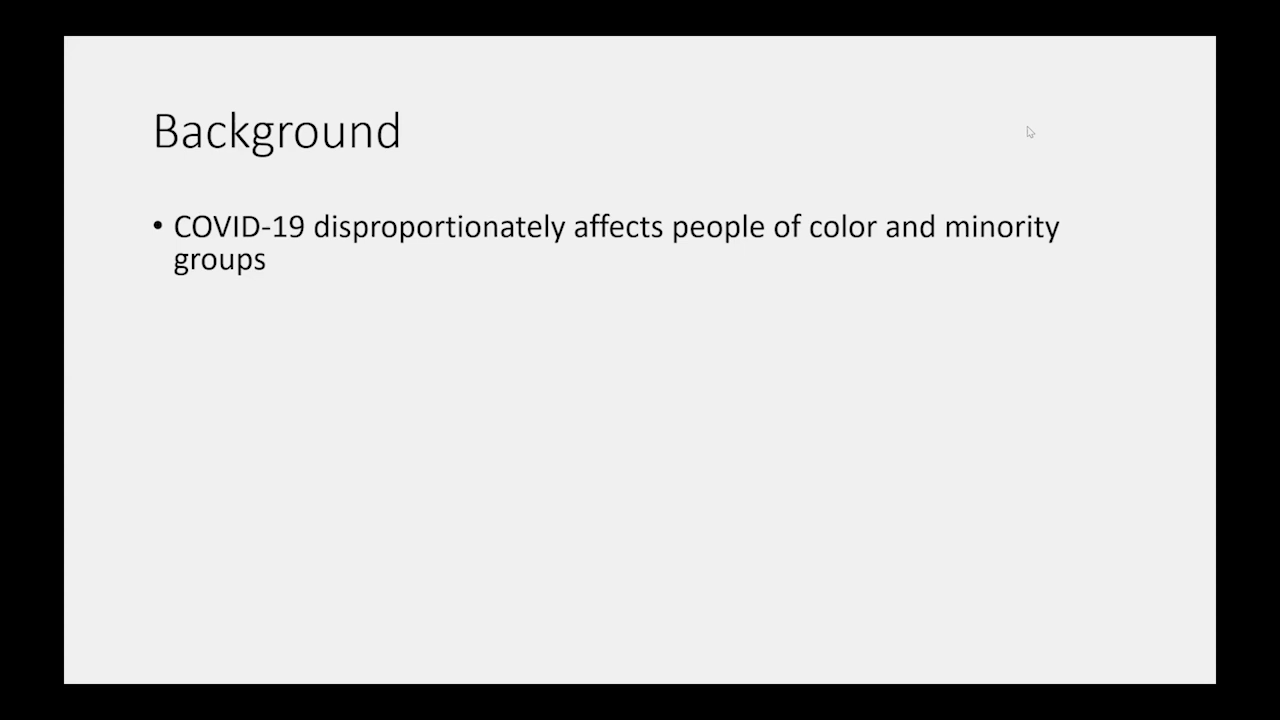 Background
• COVID-19 disproportionately affects people of color and minority
groups